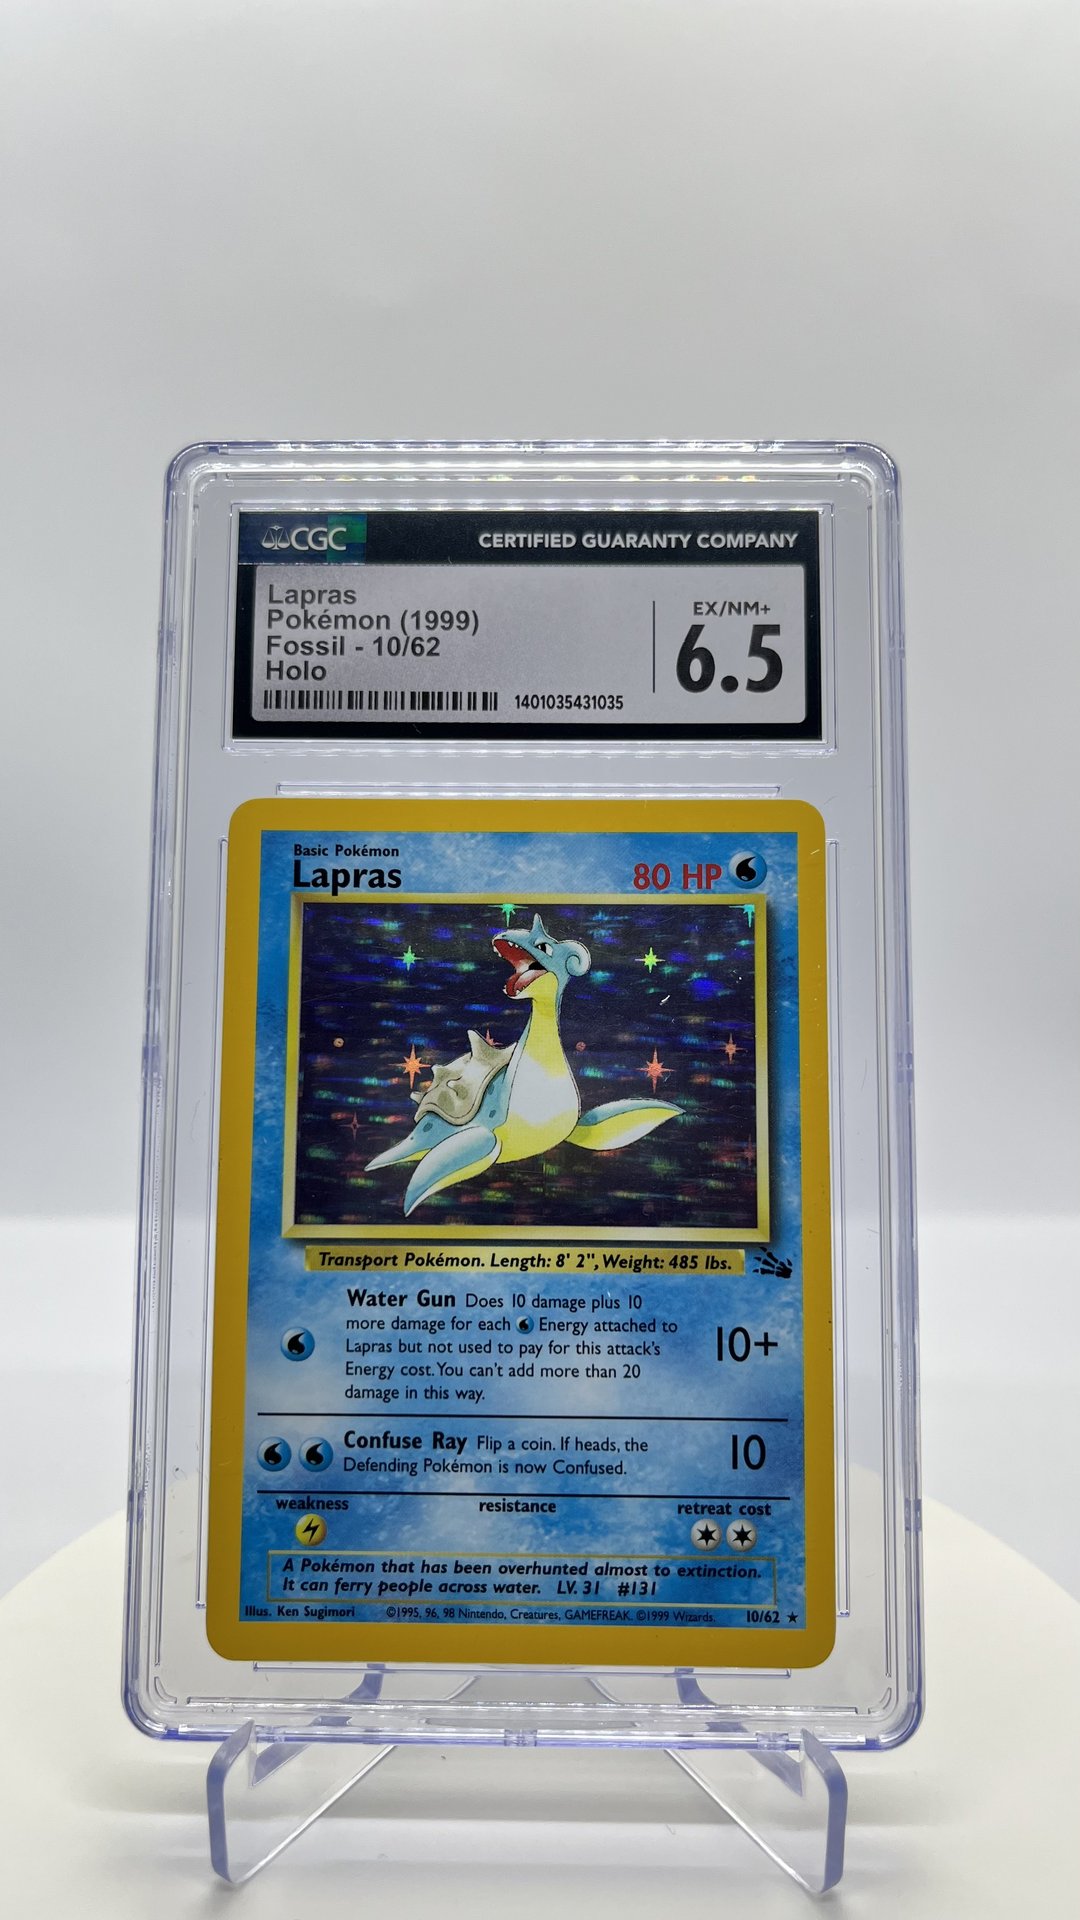 CGC
CERTIFIED GUARANTY COMPANY
Lapras
Pokémon (1999)
Fossil - 10/62
Holo
1401035431035
EX/NM+
6.5
Basic Pokémon
Lapras
80 HP
Transport Pokémon. Length: 8' 2", Weight: 485 lbs.
Water Gun Does 10 damage plus 10
more damage for each Energy attached to
Lapras but not used to pay for this attack's
Energy cost. You can't add more than 20
damage in this way.
10+
Confuse Ray Flip a coin. If heads, the
Defending Pokémon is now Confused.
10
weakness
resistance
retreat cost
A Pokémon that has been overhunted almost to extinction.
It can ferry people across water. LV. 31 #131
Illus. Ken Sugimori ©1995, 96, 98 Nintendo, Creatures, GAMEFREAK. ©1999 Wizards. 10/62 ★